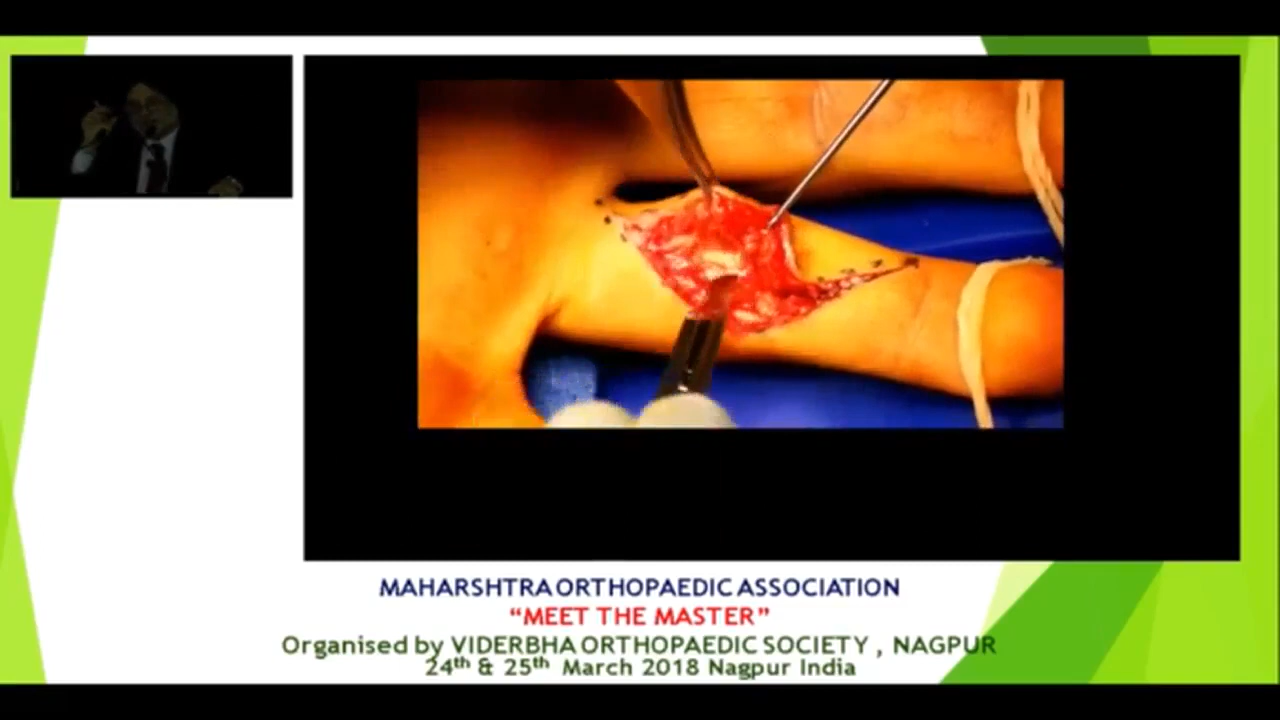 MAHARSHTRA ORTHOPAEDIC ASSOCIATION
“MEET THE MASTER”
Organised by VIDERBHA ORTHOPAEDIC SOCIETY , NAGPUR
24th & 25th March 2018 Nagpur India